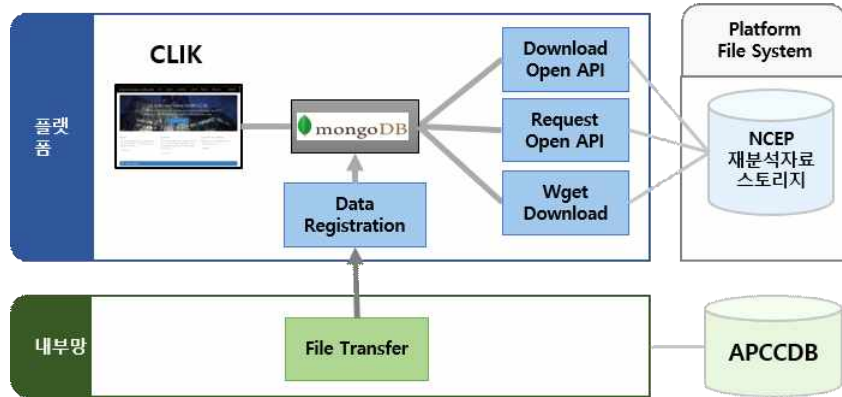 CLIK
플랫
폼
mongoDB
Download
Open API
Request
Open API
Wget
Download
Data
Registration
Platform
File System
NCEP
재분석자료
스토리지
내부망
File Transfer
APCCDB